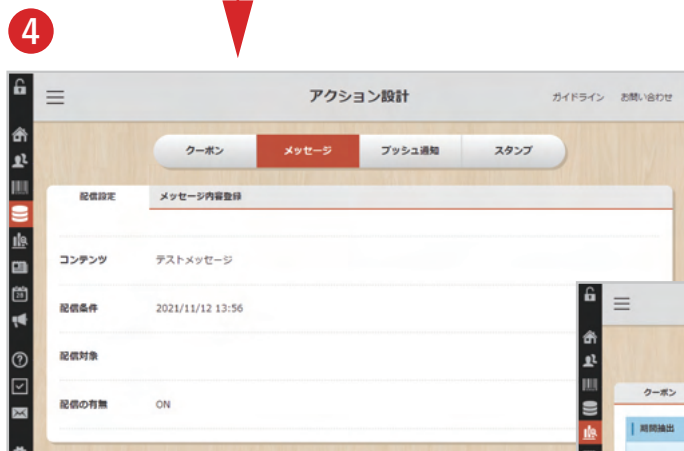 4
アクション設計
ガイドライン お問い合わせ
クーポン メッセージ プッシュ通知 スタンプ
配信設定 メッセージ内容登録
コンテンツ テストメッセージ
配信条件 2021/11/12 13:56
配信対象
配信の有無 ON
クーポン
期間抽出